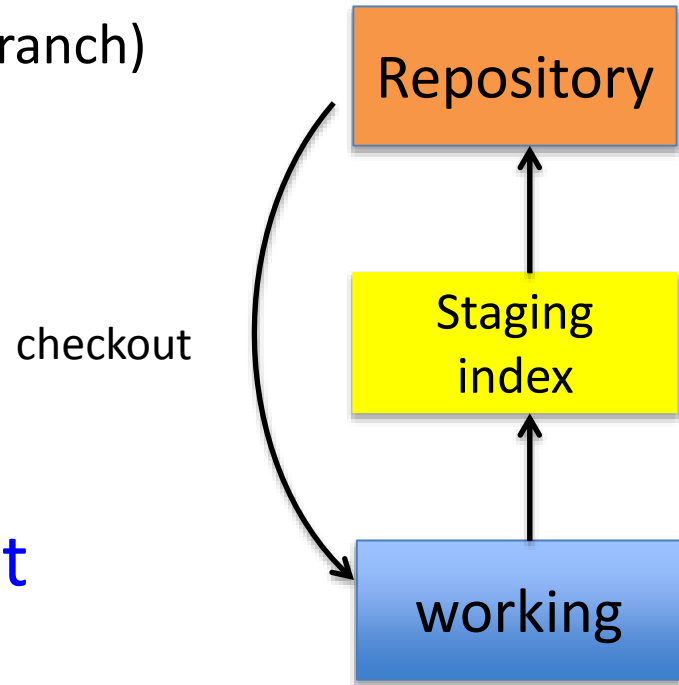 ranch)
Repository
Staging
index
checkout
t
working